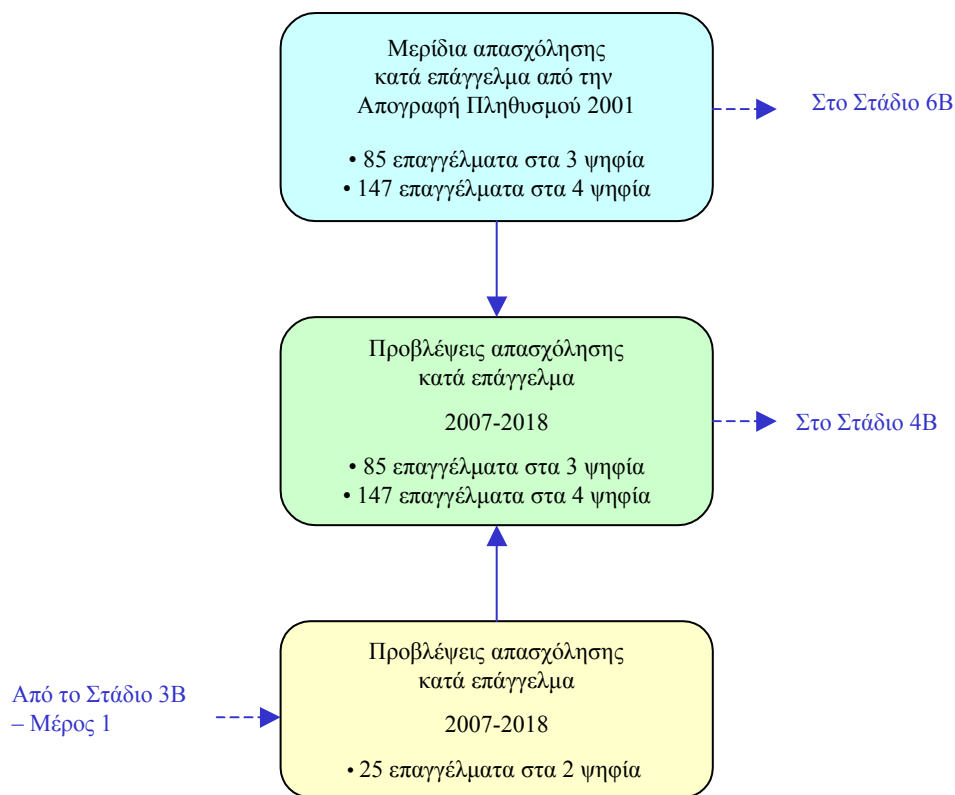 Μερίδια απασχόλησης
κατά επάγγελμα από την
Απογραφή Πληθυσμού 2001
• 85 επαγγέλματα στα 3 ψηφία
• 147 επαγγέλματα στα 4 ψηφία
Στο Στάδιο 6Β
Προβλέψεις απασχόλησης
κατά επάγγελμα
2007-2018
• 85 επαγγέλματα στα 3 ψηφία
• 147 επαγγέλματα στα 4 ψηφία
Στο Στάδιο 4Β
Από το Στάδιο 3Β
– Μέρος 1
Προβλέψεις απασχόλησης
κατά επάγγελμα
2007-2018
• 25 επαγγέλματα στα 2 ψηφία